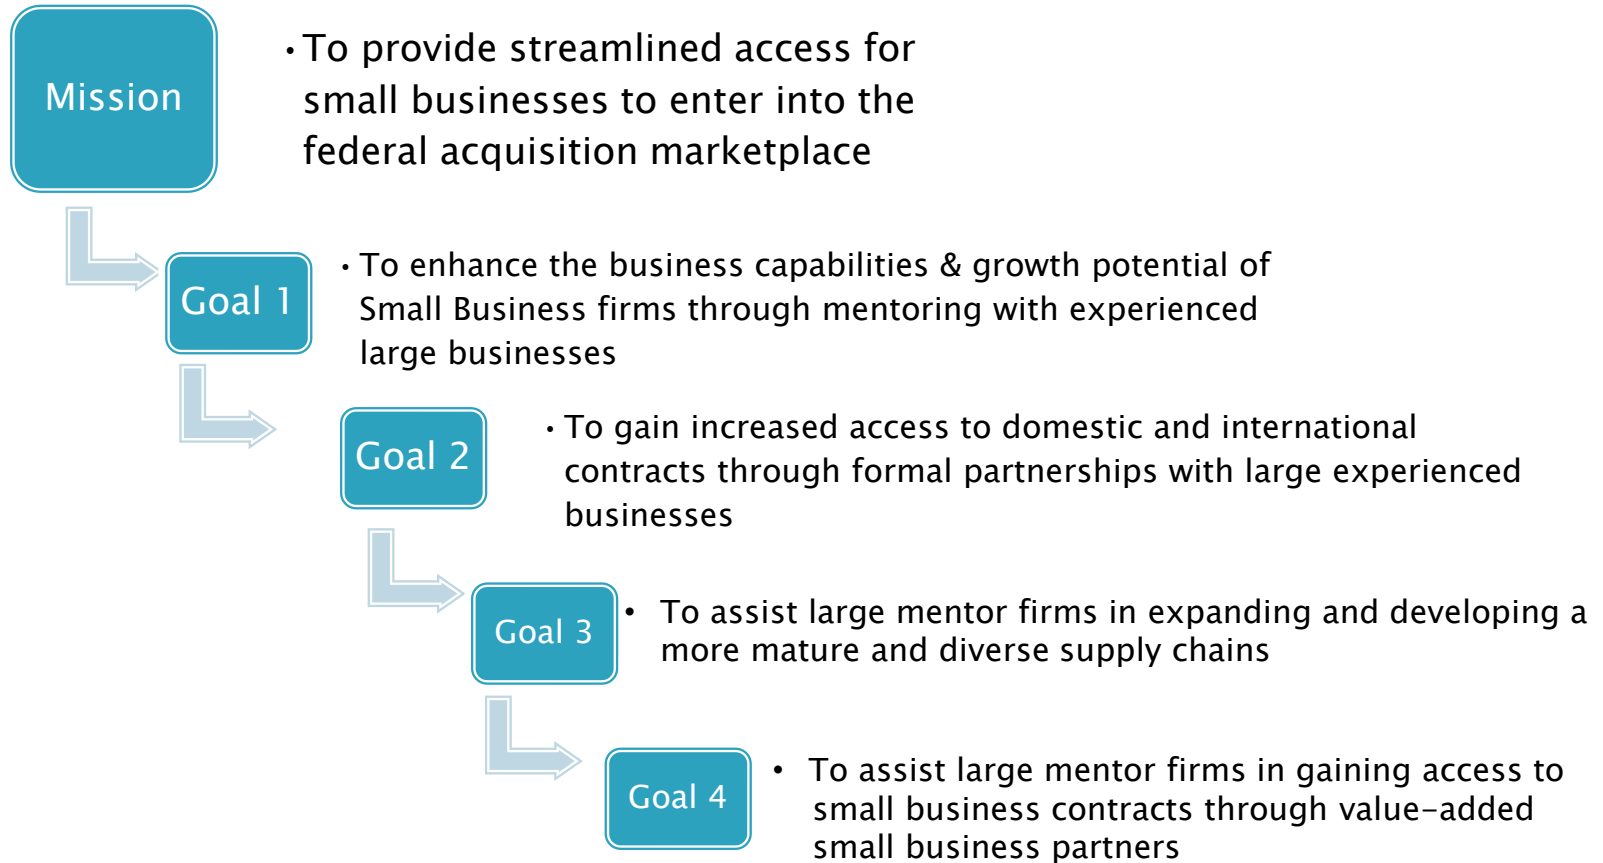 Mission
• To provide streamlined access for
small businesses to enter into the
federal acquisition marketplace
Goal 1
• To enhance the business capabilities & growth potential of
Small Business firms through mentoring with experienced
large businesses
Goal 2
• To gain increased access to domestic and international
contracts through formal partnerships with large experienced
businesses
Goal 3
• To assist large mentor firms in expanding and developing a
more mature and diverse supply chains
Goal 4
• To assist large mentor firms in gaining access to
small business contracts through value-added
small business partners